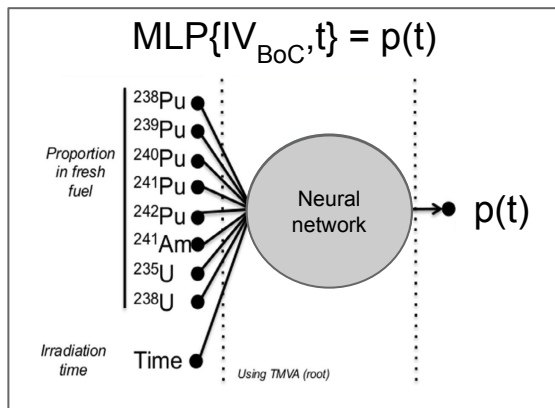 MLP{IV_BoC,t} = p(t)
²³⁸Pu
²³⁹Pu
²⁴⁰Pu
²⁴¹Pu
²⁴²Pu
²⁴¹Am
²³⁵U
²³⁸U
Proportion
in fresh
fuel
Neural
network
p(t)
Irradiation
time
Time
Using TMVA (root)